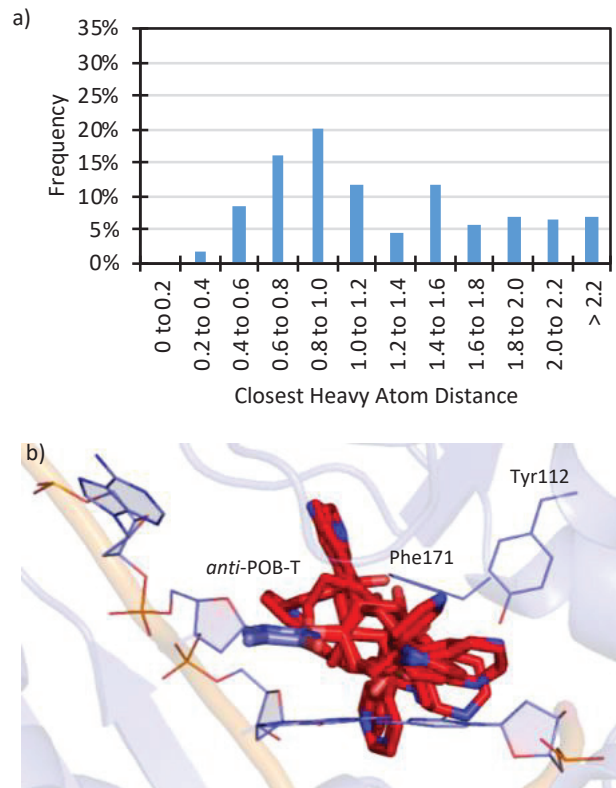 a)
35%
30%
25%
20%
15%
10%
5%
0%
Frequency
0 to 0.2
0.2 to 0.4
0.4 to 0.6
0.6 to 0.8
0.8 to 1.0
1.0 to 1.2
1.2 to 1.4
1.4 to 1.6
1.6 to 1.8
1.8 to 2.0
2.0 to 2.2
> 2.2
Closest Heavy Atom Distance
b)
Tyr112
anti-POB-T
Phe171